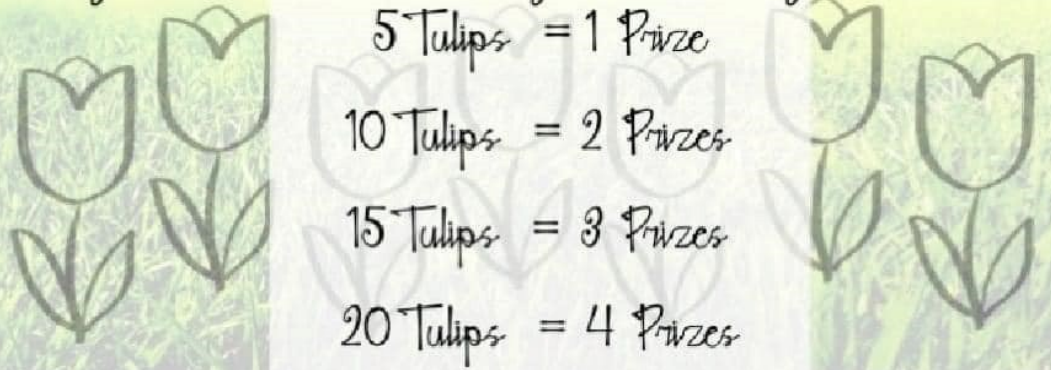 5 Tulips = 1 Prize
10 Tulips = 2 Prizes
15 Tulips = 3 Prizes
20 Tulips = 4 Prizes